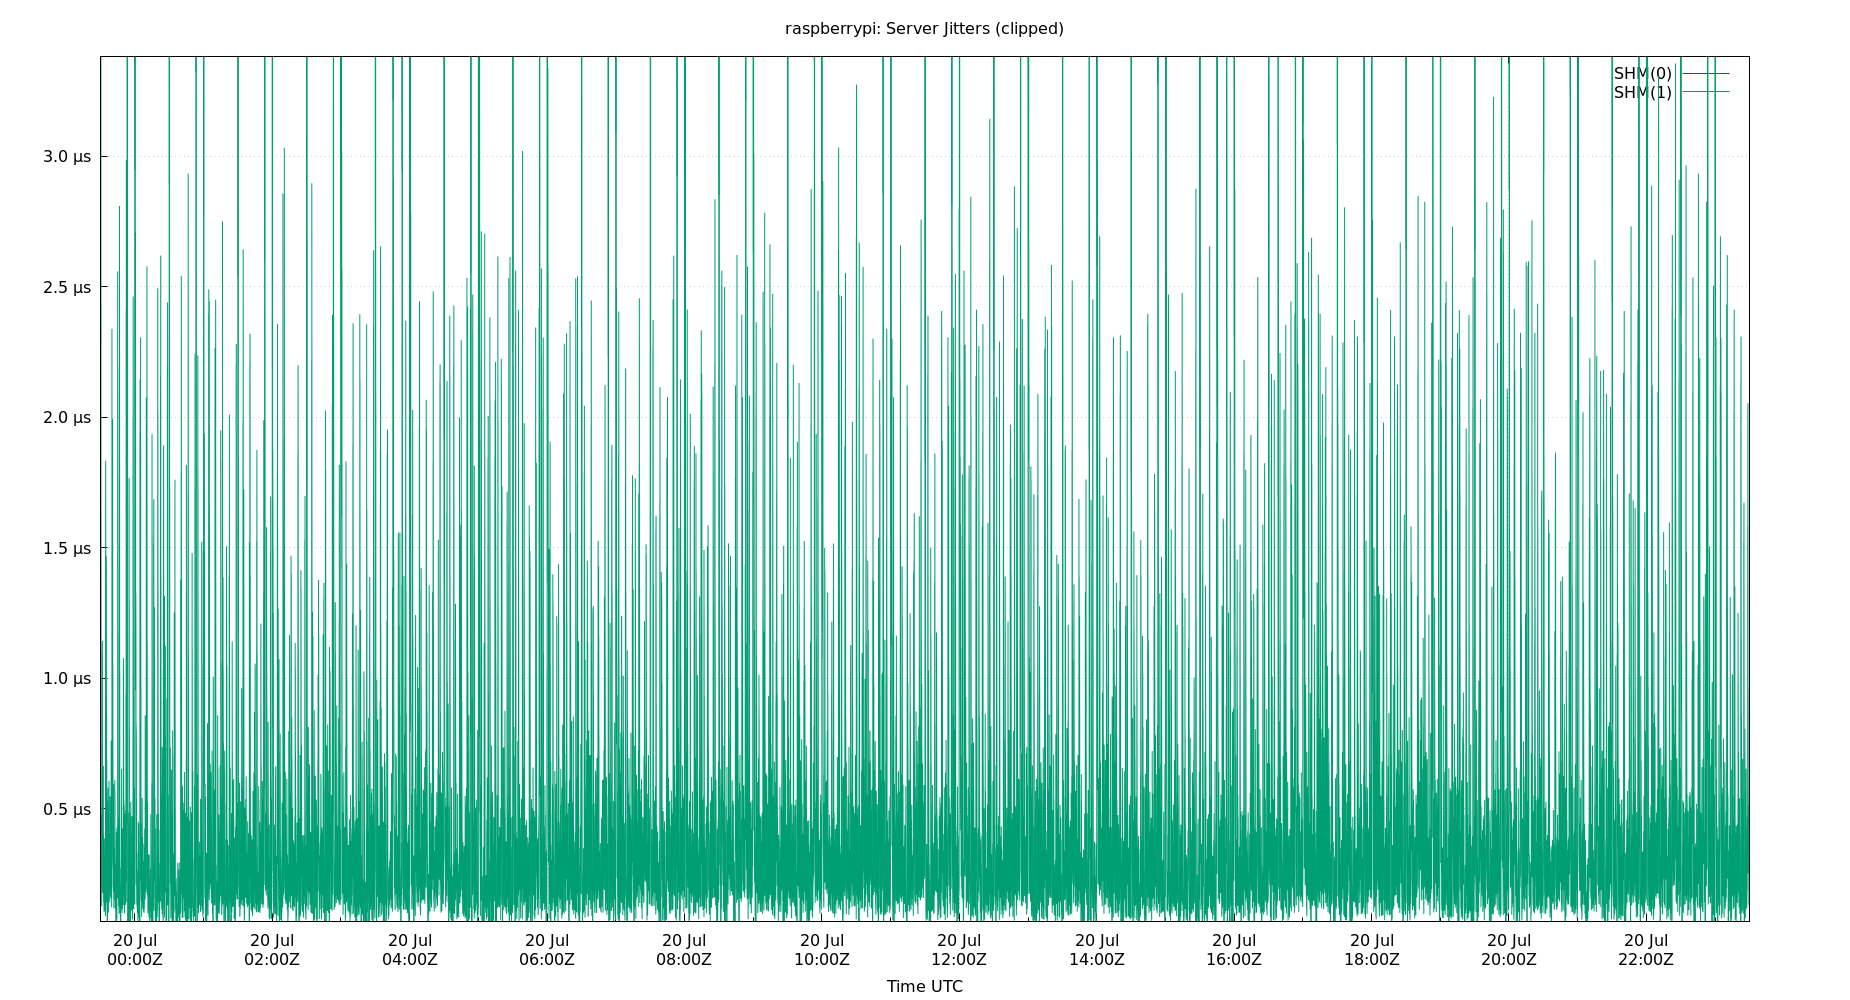 raspberrypi: Server Jitters (clipped)
SHM(0)
SHM(1)
3.0 µs
2.5 µs
2.0 µs
1.5 µs
1.0 µs
0.5 µs
20 Jul 20 Jul 20 Jul 20 Jul 20 Jul 20 Jul 20 Jul 20 Jul 20 Jul 20 Jul 20 Jul 20 Jul
00:00Z 02:00Z 04:00Z 06:00Z 08:00Z 10:00Z 12:00Z 14:00Z 16:00Z 18:00Z 20:00Z 22:00Z
Time UTC